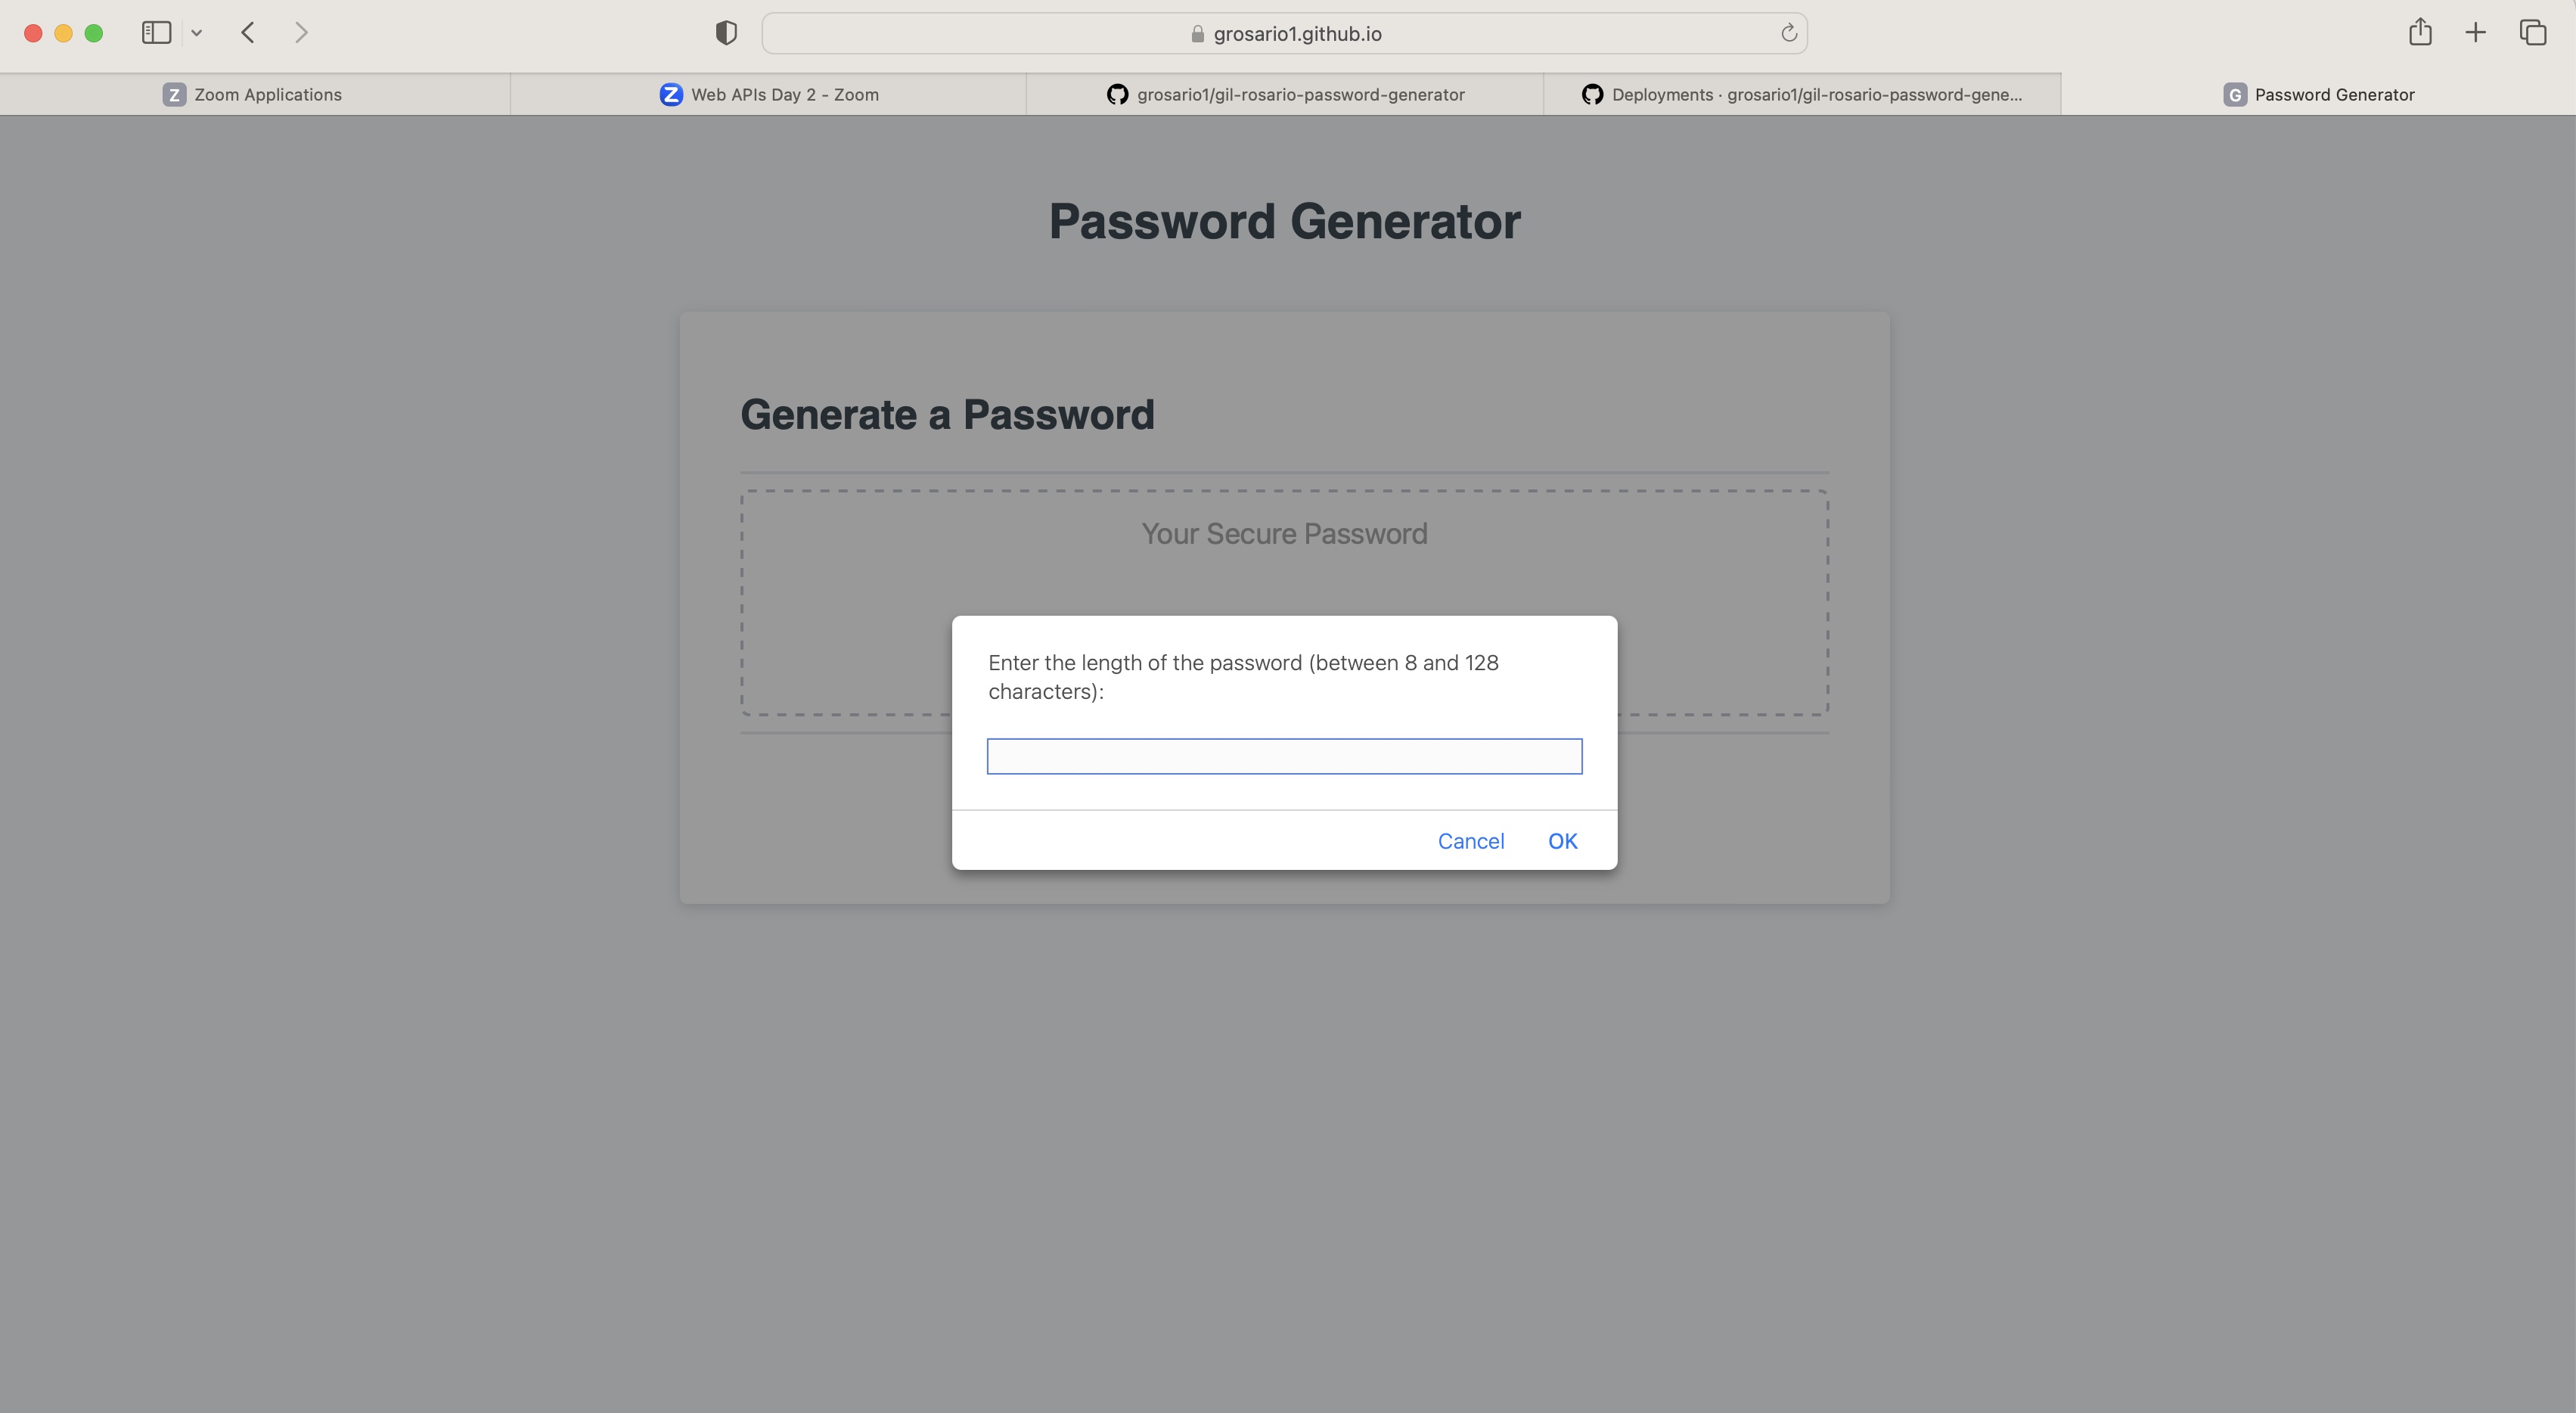 grosario1.github.io
Z Zoom Applications
Z Web APIs Day 2 - Zoom
grosario1/gil-rosario-password-generator
Deployments · grosario1/gil-rosario-password-gene...
G Password Generator
Password Generator
Generate a Password
Your Secure Password
Enter the length of the password (between 8 and 128
characters):
Cancel
OK